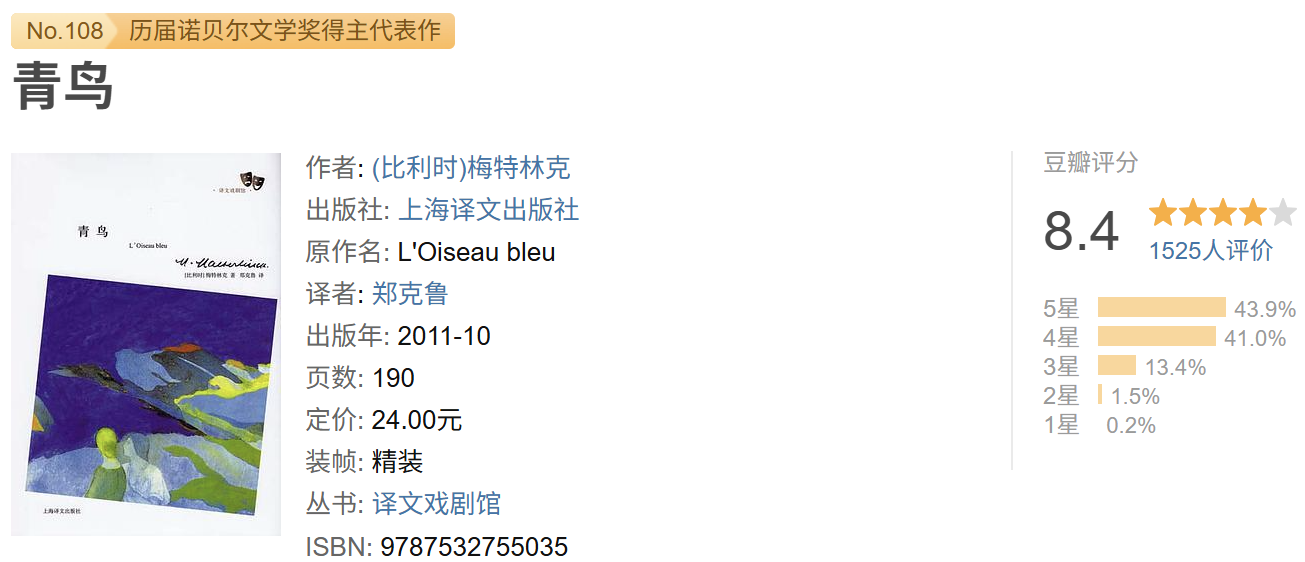 No.108 历届诺贝尔文学奖得主代表作
青鸟
· 译文戏剧馆 ·
青 鸟
L'Oiseau bleu
[比利时] 梅特林克 著 郑克鲁 译
上海译文出版社
作者: (比利时)梅特林克
出版社: 上海译文出版社
原作名: L'Oiseau bleu
译者: 郑克鲁
出版年: 2011-10
页数: 190
定价: 24.00元
装帧: 精装
丛书: 译文戏剧馆
ISBN: 9787532755035
豆瓣评分
8.4
1525人评价
5星 43.9%
4星 41.0%
3星 13.4%
2星 1.5%
1星 0.2%